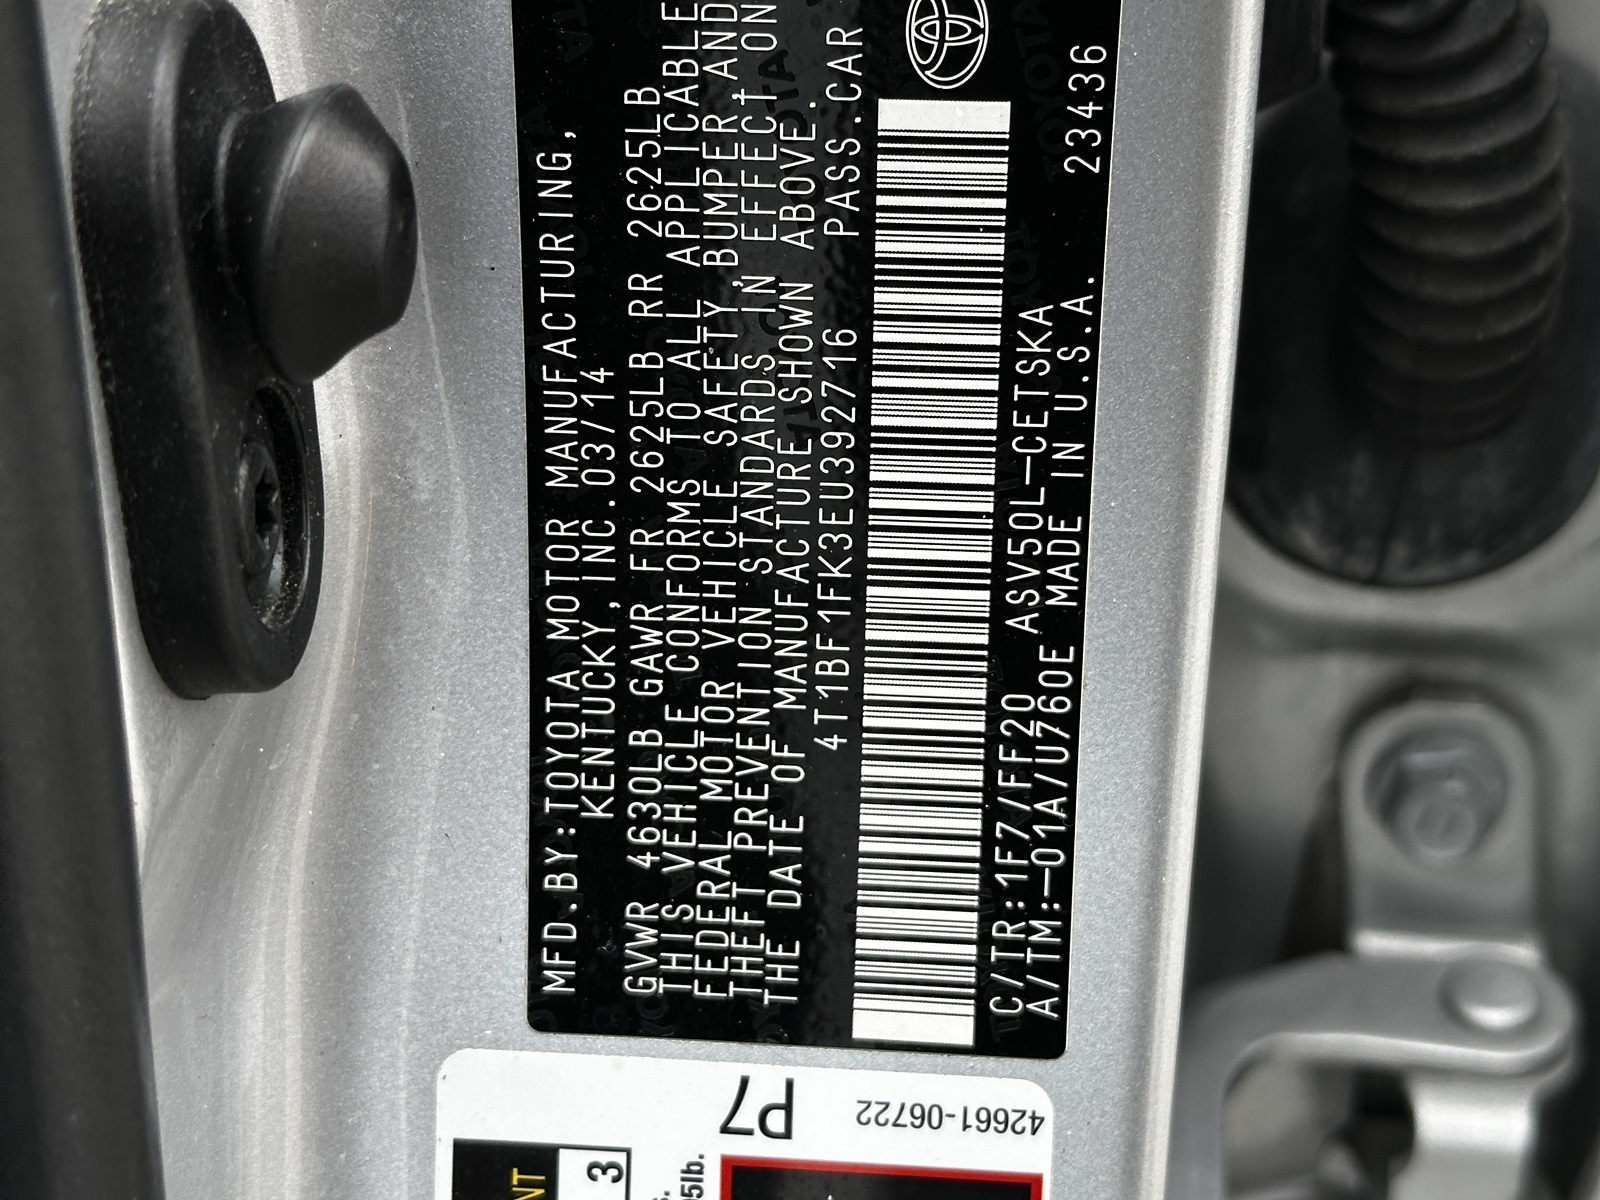 MFD.BY:TOYOTA MOTOR MANUFACTURING,
KENTUCKY,INC.03/14
GVWR 4630LB GAWR FR 2625LB RR 2625LB
THIS VEHICLE CONFORMS TO ALL APPLICABLE
FEDERAL MOTOR VEHICLE SAFETY,BUMPER,AND
THEFT PREVENTION STANDARDS IN EFFECT ON
THE DATE OF MANUFACTURE SHOWN ABOVE.
4T1BF1FK3EU392716 PASS.CAR
C/TR:1F7/FF20 ASV50L-CETSKA 23436
A/TM:-01A/U760E MADE IN U.S.A.
P7
42661-06722
3